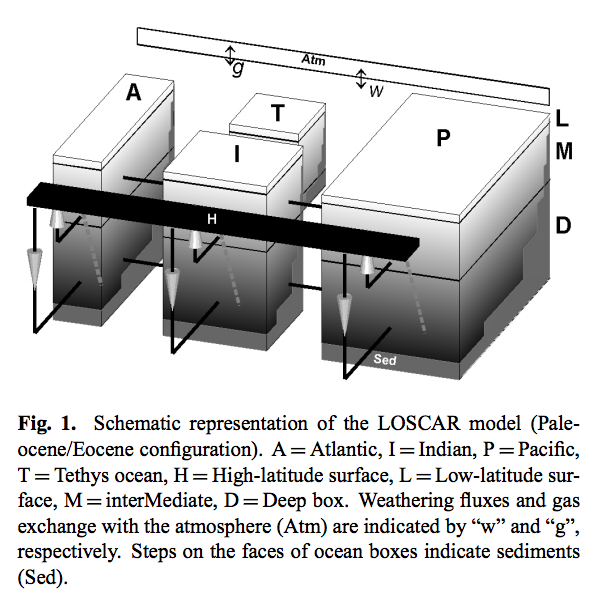 Atm
g
w
A
T
I
P
L
M
D
H
Sed
Fig. 1. Schematic representation of the LOSCAR model (Pale-
ocene/Eocene configuration). A = Atlantic, I = Indian, P = Pacific,
T = Tethys ocean, H = High-latitude surface, L = Low-latitude sur-
face, M = interMediate, D = Deep box. Weathering fluxes and gas
exchange with the atmosphere (Atm) are indicated by “w” and “g”,
respectively. Steps on the faces of ocean boxes indicate sediments
(Sed).